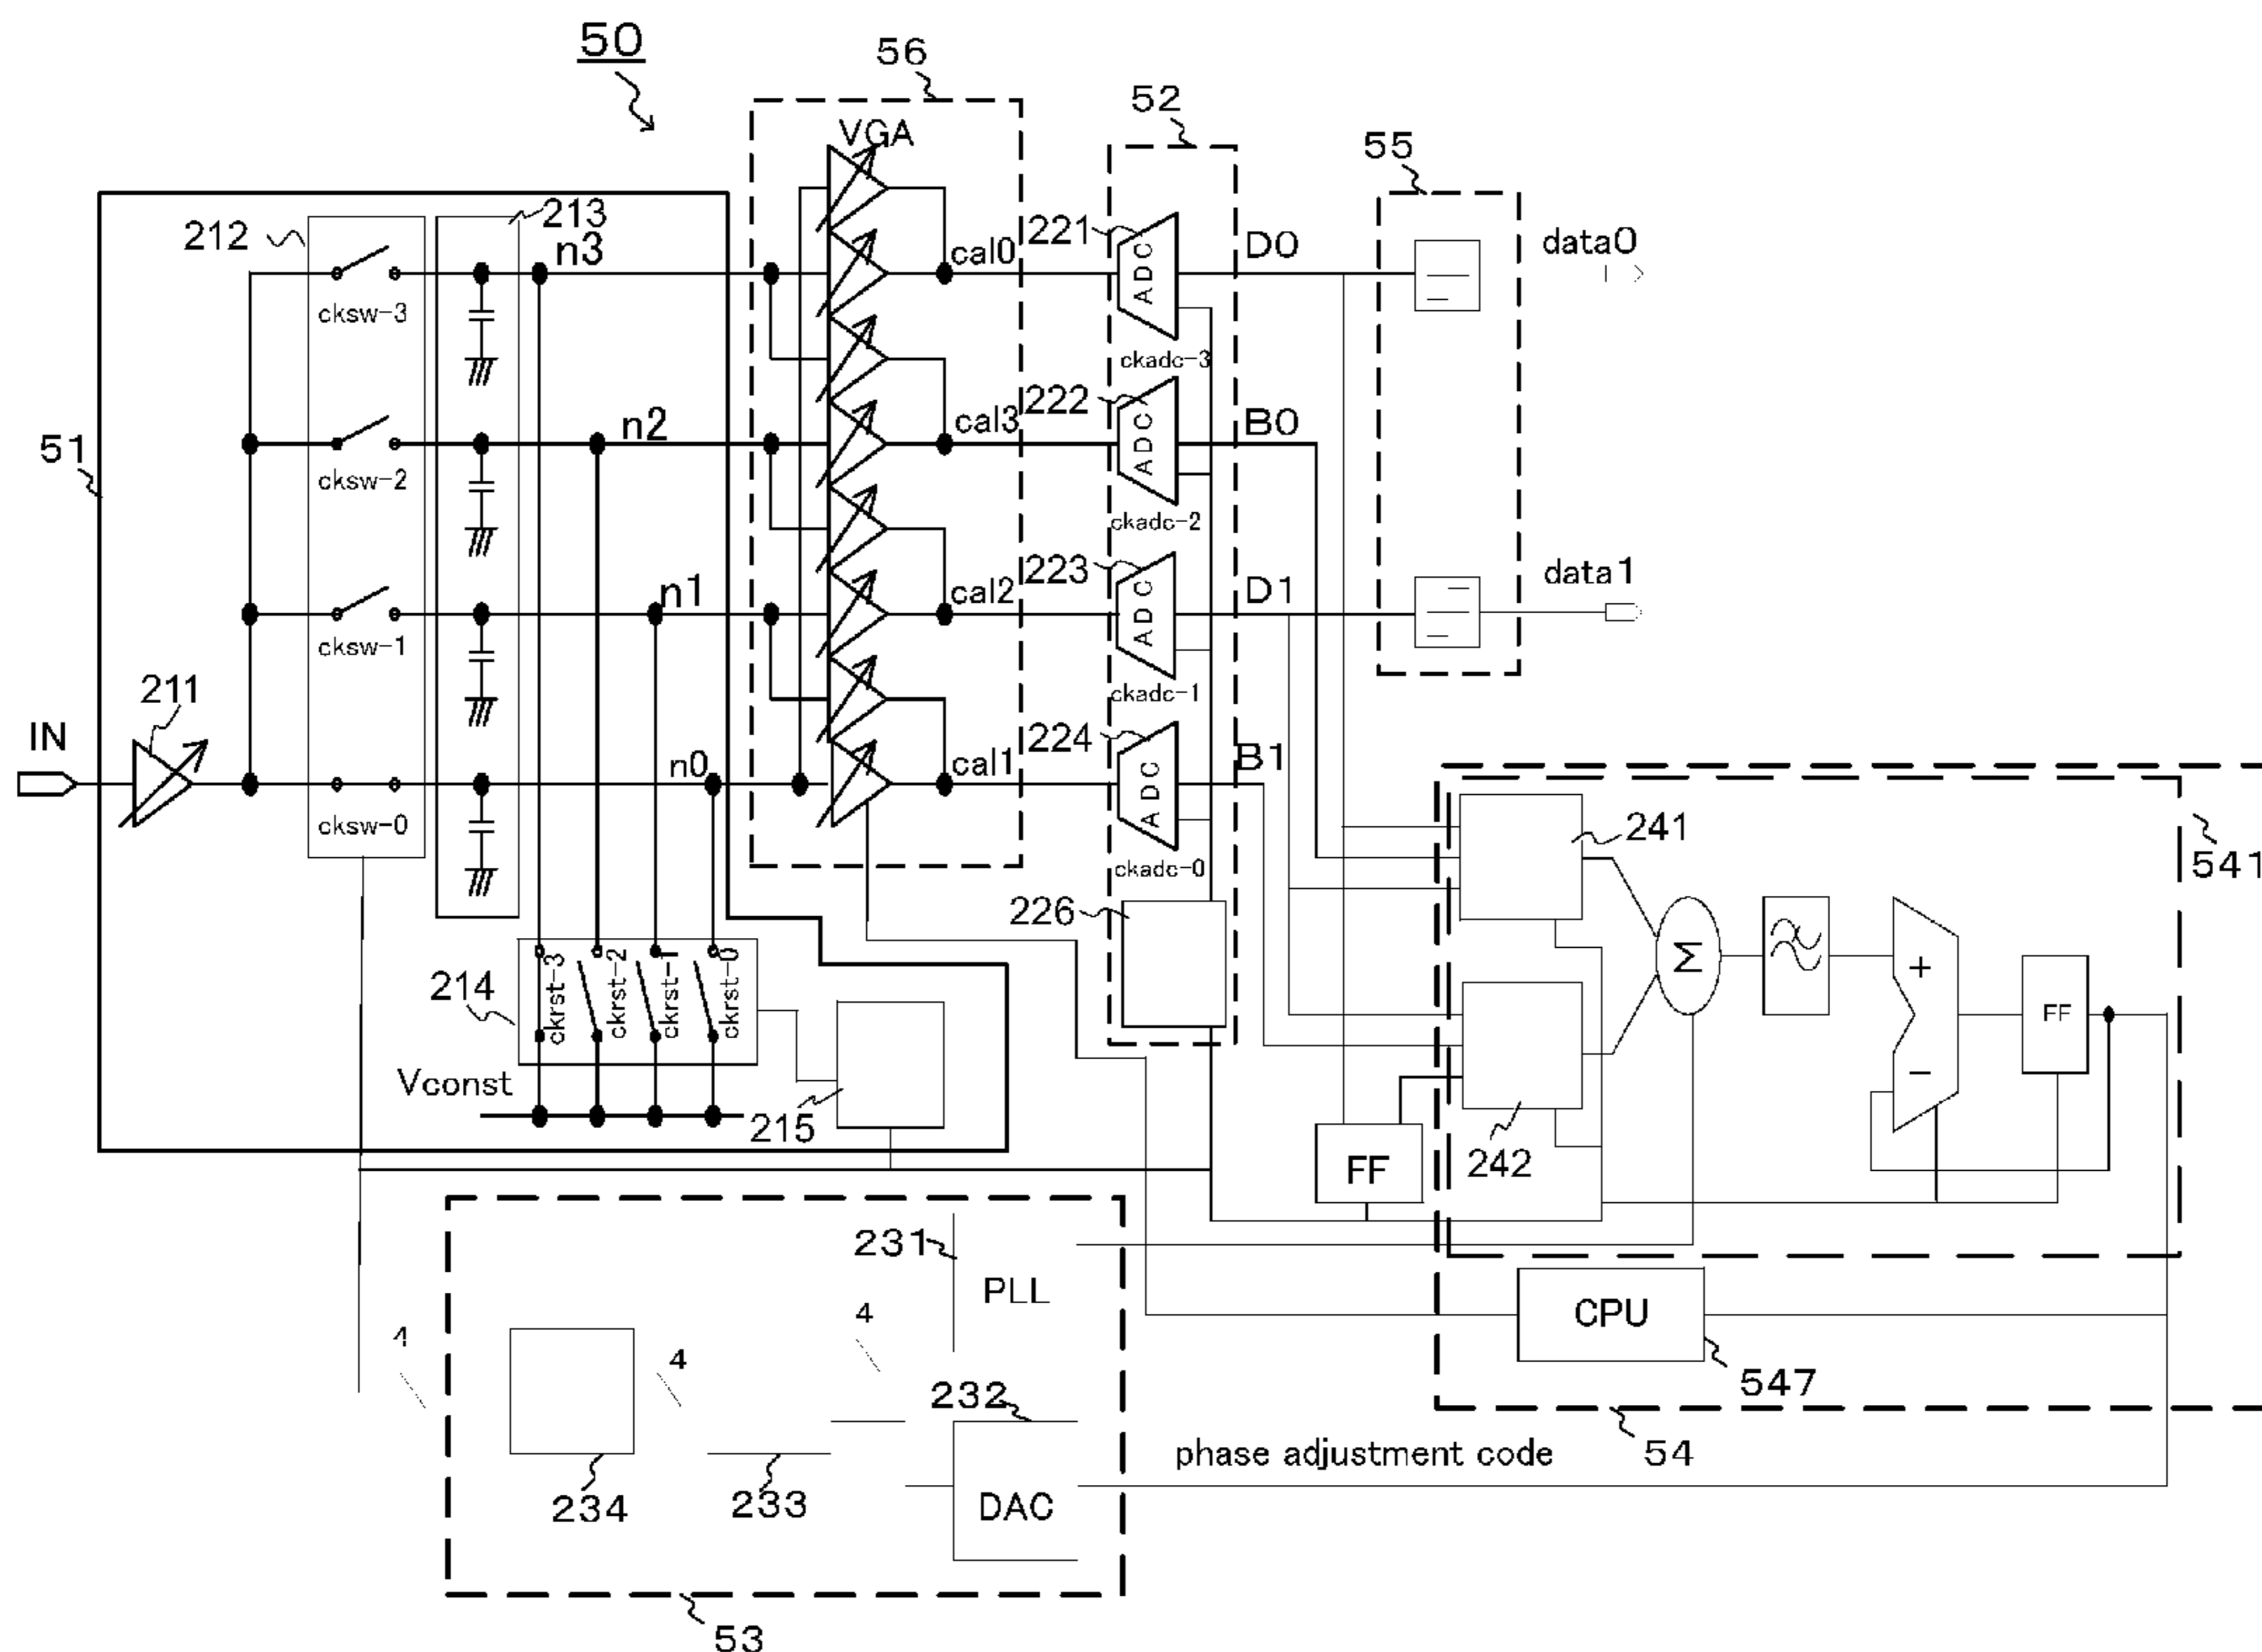 50
56
VGA
52
55
212
213
n3
cal0
221
ADC
D0
data0
cksw-3
ckadc-3
51
n2
cal3
222
ADC
B0
cksw-2
ckadc-2
n1
cal2
223
ADC
D1
data1
cksw-1
ckadc-1
211
IN
n0
cal1
224
ADC
B1
cksw-0
ckadc-0
241
541
226
214
ckrst-3
ckrst-2
ckrst-1
ckrst-0
Σ
+
−
FF
Vconst
215
FF
242
231
PLL
4
4
4
CPU
547
232
54
phase adjustment code
234
233
DAC
53